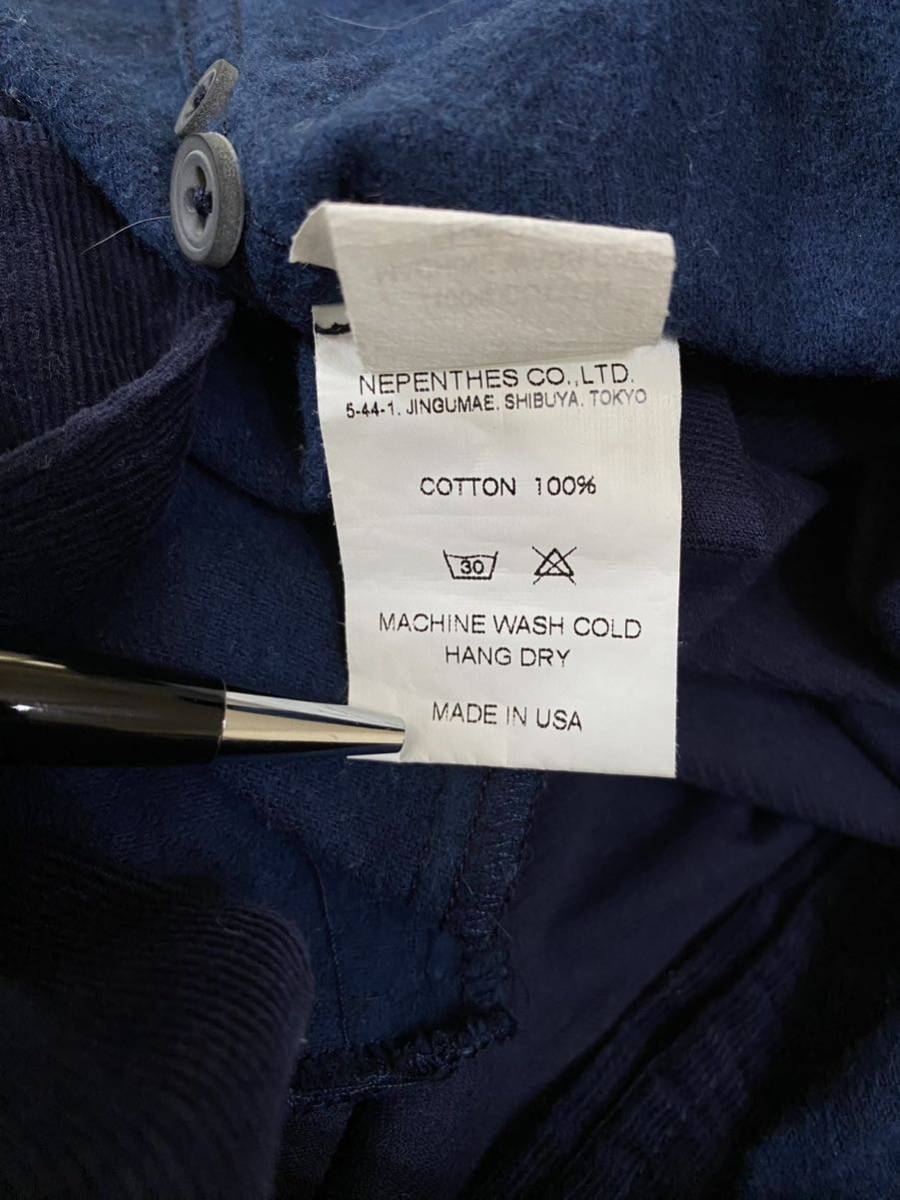 NEPENTHES CO.,LTD.
5-44-1. JINGUMAE. SHIBUYA. TOKYO
COTTON 100%
30
MACHINE WASH COLD
HANG DRY
MADE IN USA